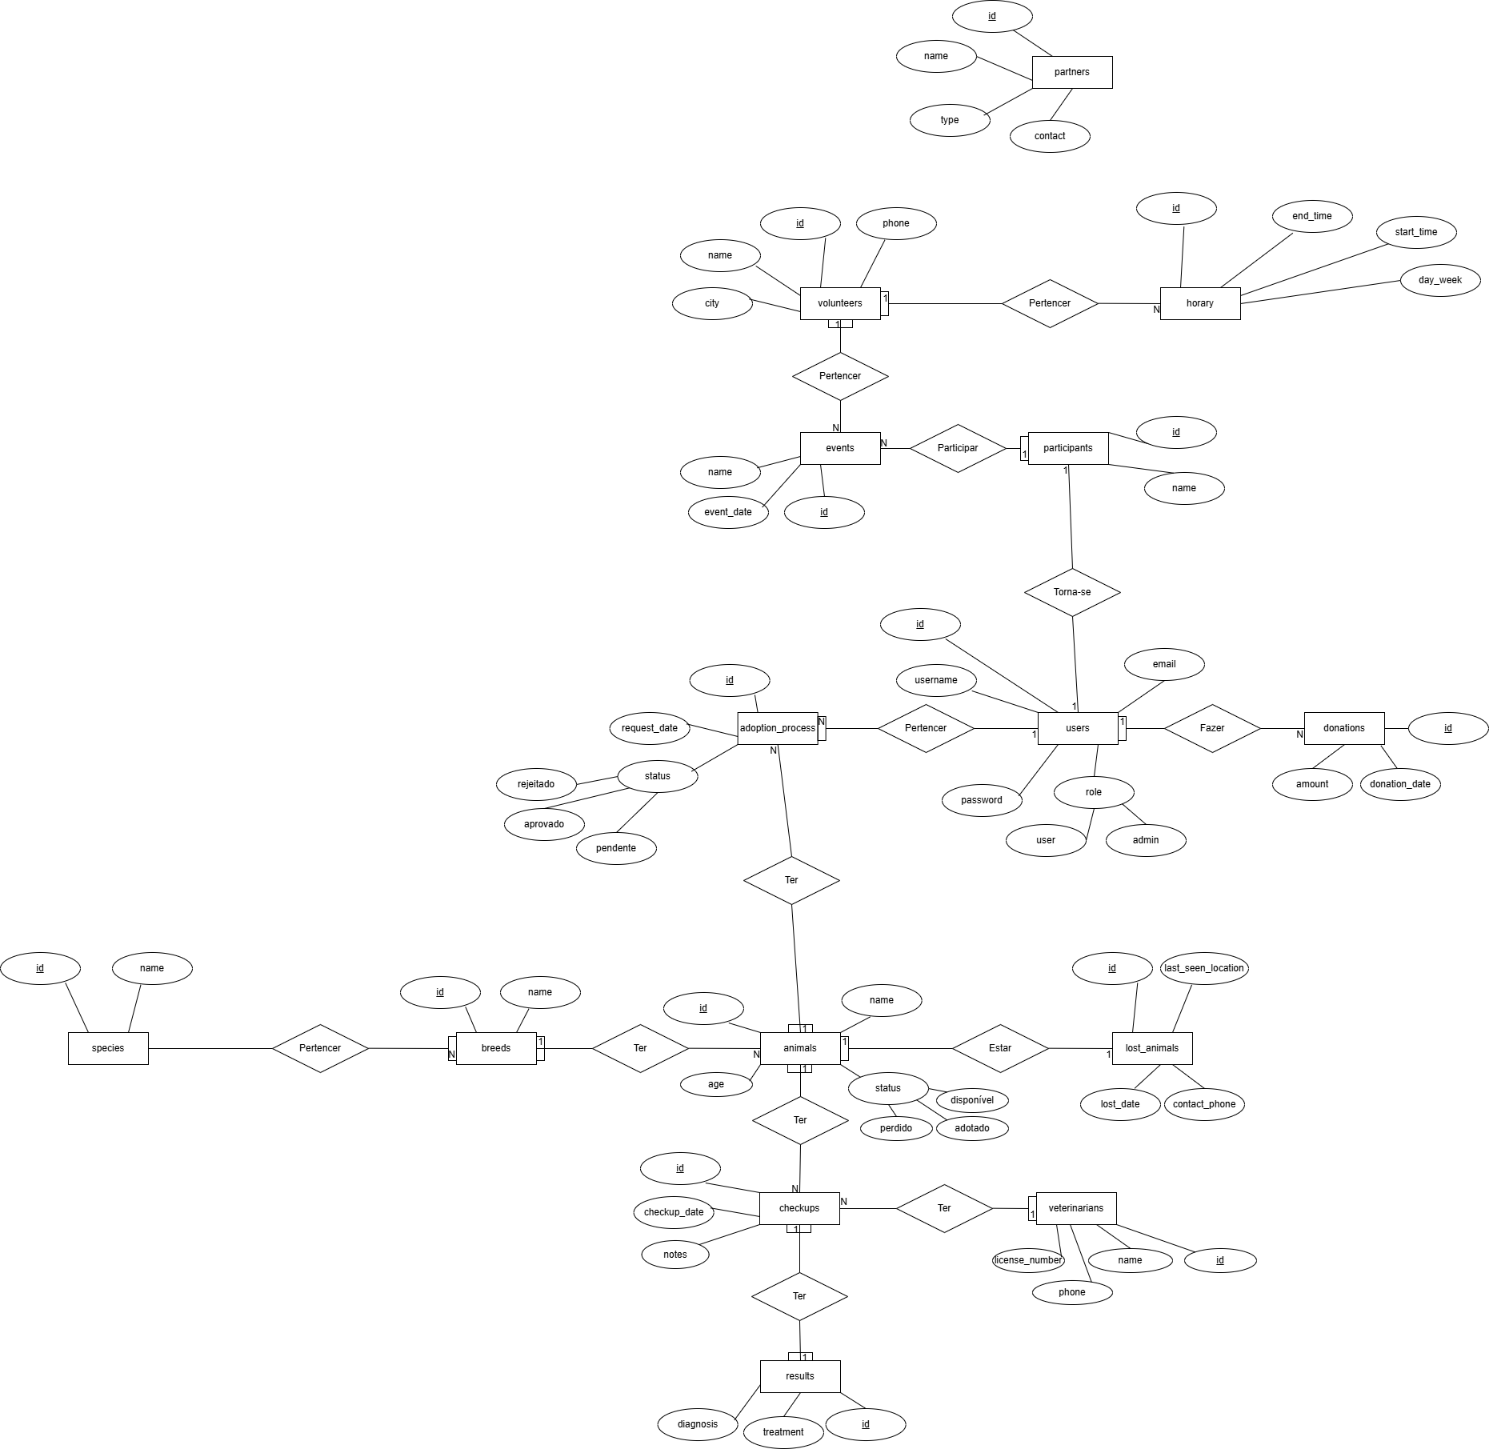 id
name
partners
type
contact
id
end_time
start_time
id
phone
name
day_week
city
volunteers
1
Pertencer
N
horary
1
Pertencer
N
events
N
Participar
1
participants
id
name
name
event_date
id
1
Torna-se
id
email
username
id
1
request_date
adoption_process
N
Pertencer
1
users
1
Fazer
N
donations
id
N
status
rejeitado
aprovado
pendente
password
role
user
admin
amount
donation_date
Ter
id
name
id
name
id
name
id
last_seen_location
1
species
Pertencer
N
breeds
1
Ter
N
animals
1
Estar
1
lost_animals
1
age
status
disponível
perdido
adotado
lost_date
contact_phone
Ter
id
N
checkup_date
checkups
N
Ter
1
veterinarians
notes
1
license_number
name
id
phone
Ter
1
results
diagnosis
treatment
id